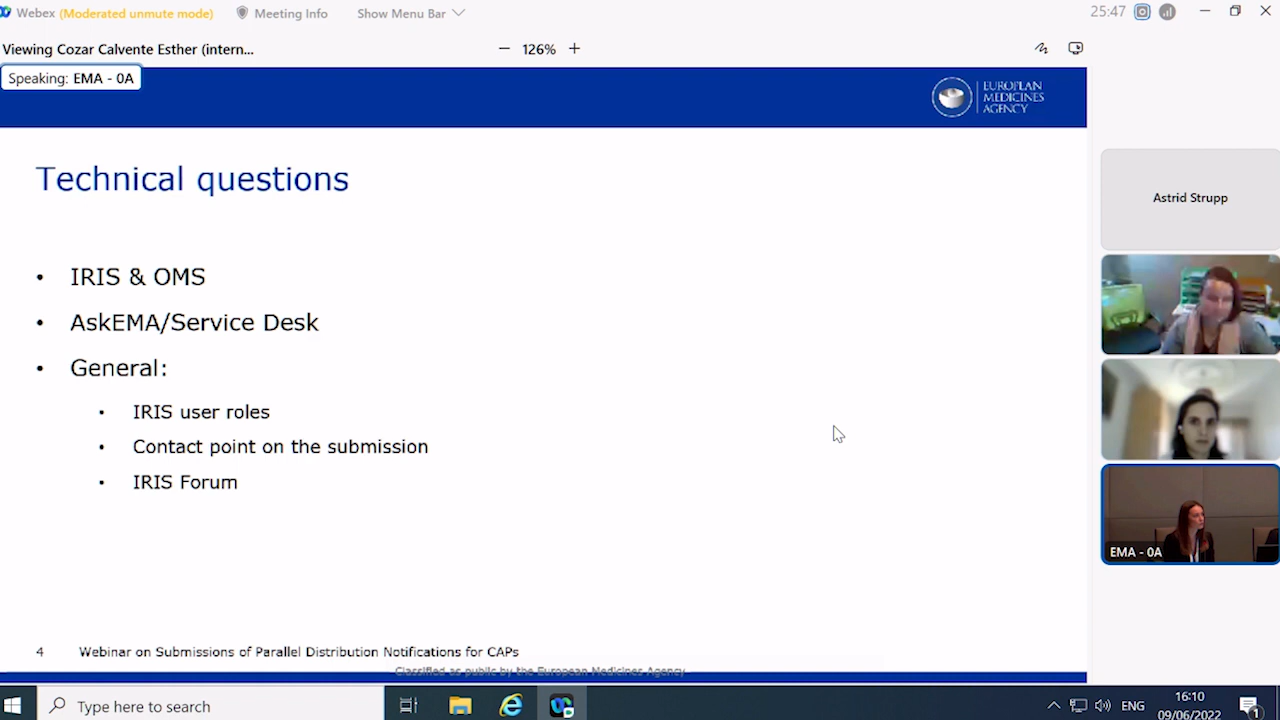 Webex (Moderated unmute mode) Meeting Info Show Menu Bar 25:47
Viewing Cozar Calvente Esther (intern... 126%
Speaking: EMA - 0A
EUROPEAN
MEDICINES
AGENCY
Technical questions
Astrid Strupp
• IRIS & OMS
• AskEMA/Service Desk
• General:
• IRIS user roles
• Contact point on the submission
• IRIS Forum
EMA - 0A
4 Webinar on Submissions of Parallel Distribution Notifications for CAPs
Classified as public by the European Medicines Agency
Type here to search
ENG
16:10
09/06/2022
1